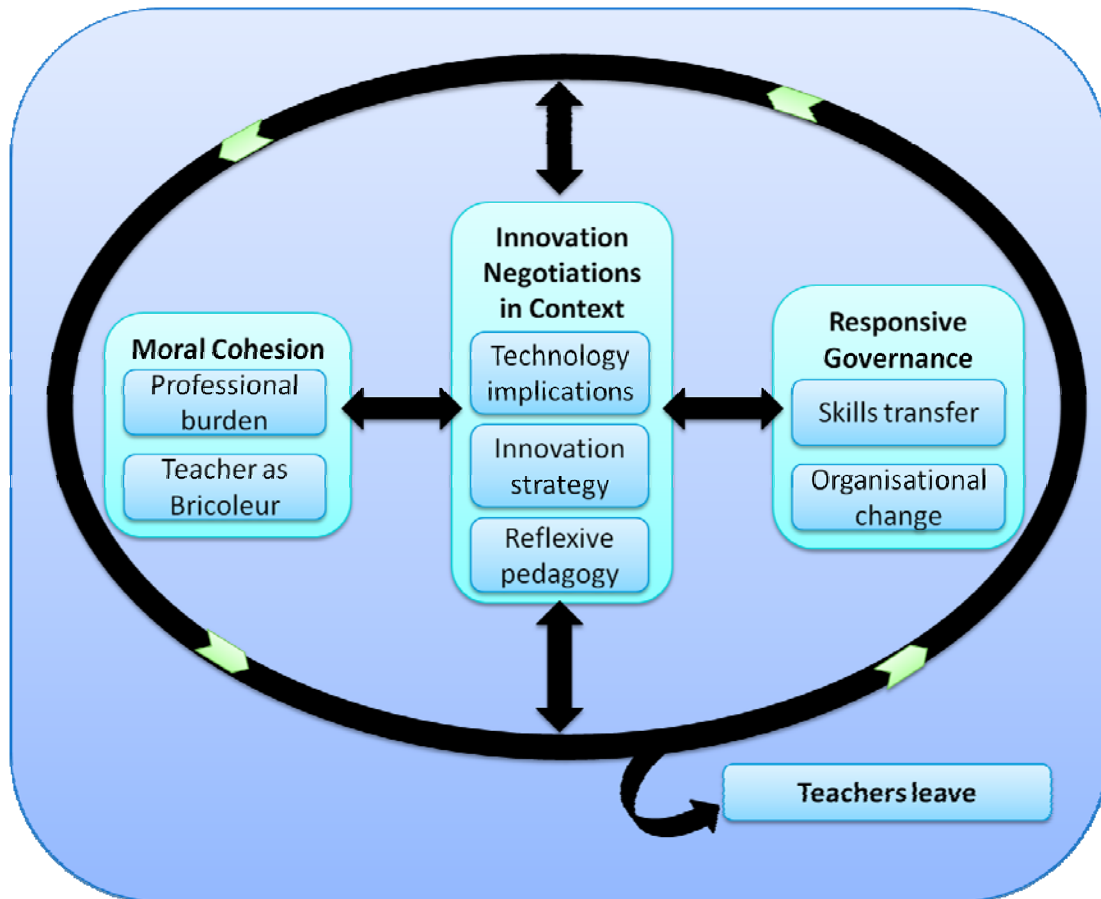 Moral Cohesion
Professional
burden
Teacher as
Bricoleur
Innovation
Negotiations
in Context
Technology
implications
Innovation
strategy
Reflexive
pedagogy
Responsive
Governance
Skills transfer
Organisational
change
Teachers leave